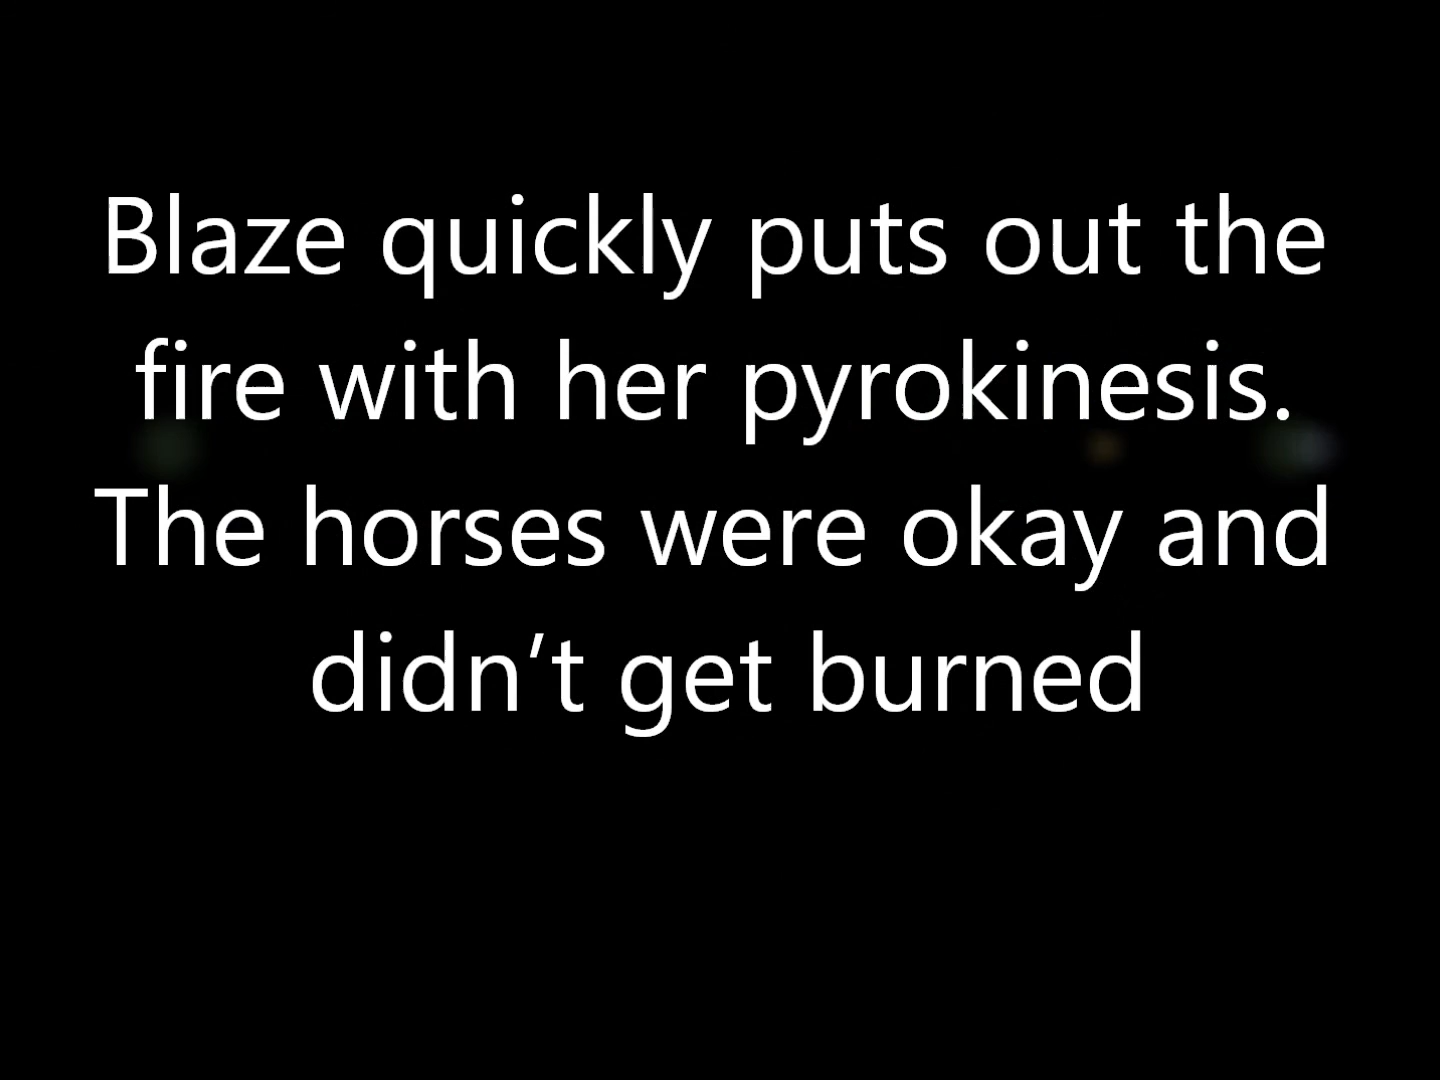 Blaze quickly puts out the
fire with her pyrokinesis.
The horses were okay and
didn’t get burned